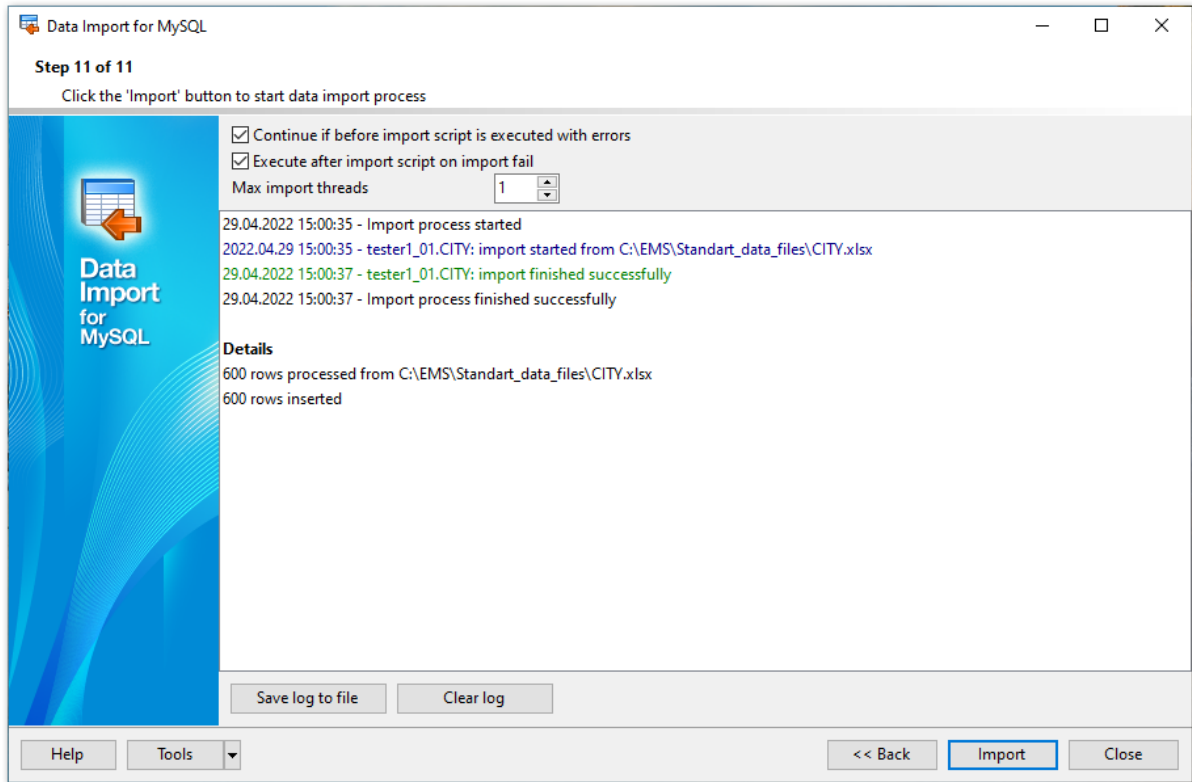 Data Import for MySQL
Step 11 of 11
Click the 'Import' button to start data import process
Continue if before import script is executed with errors
Execute after import script on import fail
Max import threads 1
29.04.2022 15:00:35 - Import process started
2022.04.29 15:00:35 - tester1_01.CITY: import started from C:\EMS\Standart_data_files\CITY.xlsx
29.04.2022 15:00:37 - tester1_01.CITY: import finished successfully
29.04.2022 15:00:37 - Import process finished successfully
Details
600 rows processed from C:\EMS\Standart_data_files\CITY.xlsx
600 rows inserted
Data
Import
for
MySQL
Save log to file Clear log
Help Tools << Back Import Close